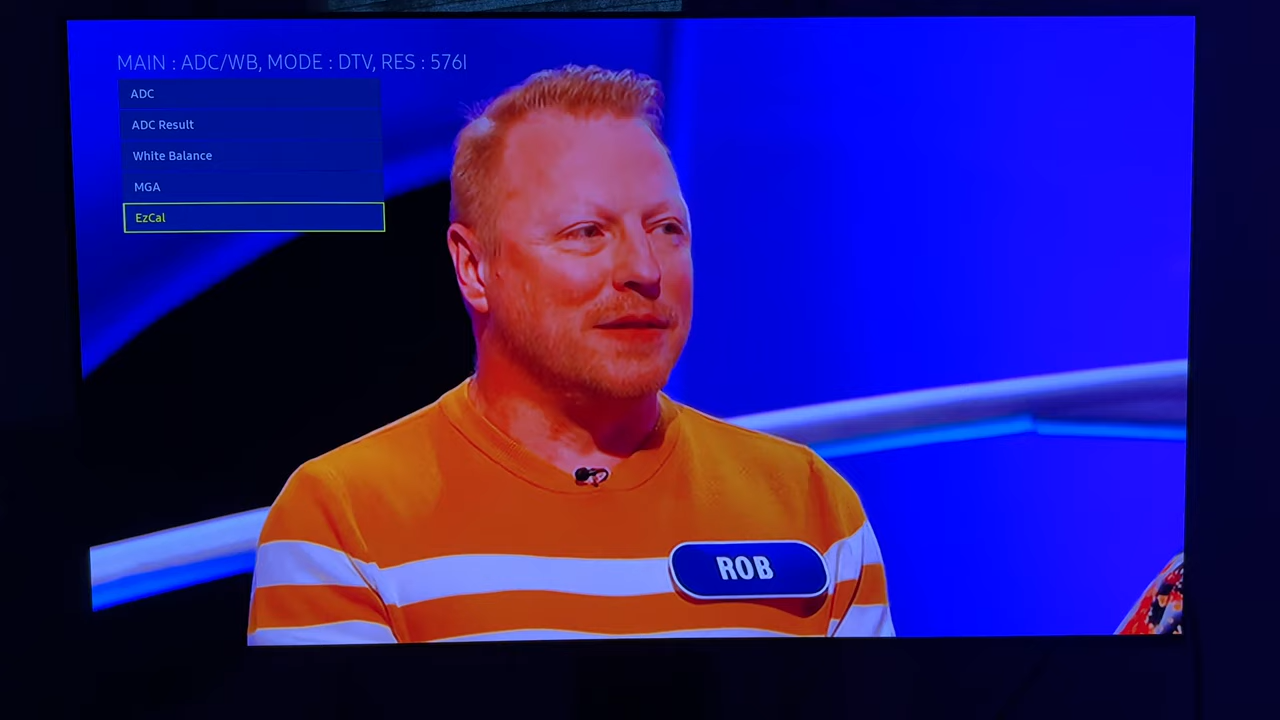 MAIN : ADC/WB, MODE : DTV, RES : 576I
ADC
ADC Result
White Balance
MGA
EzCal
ROB